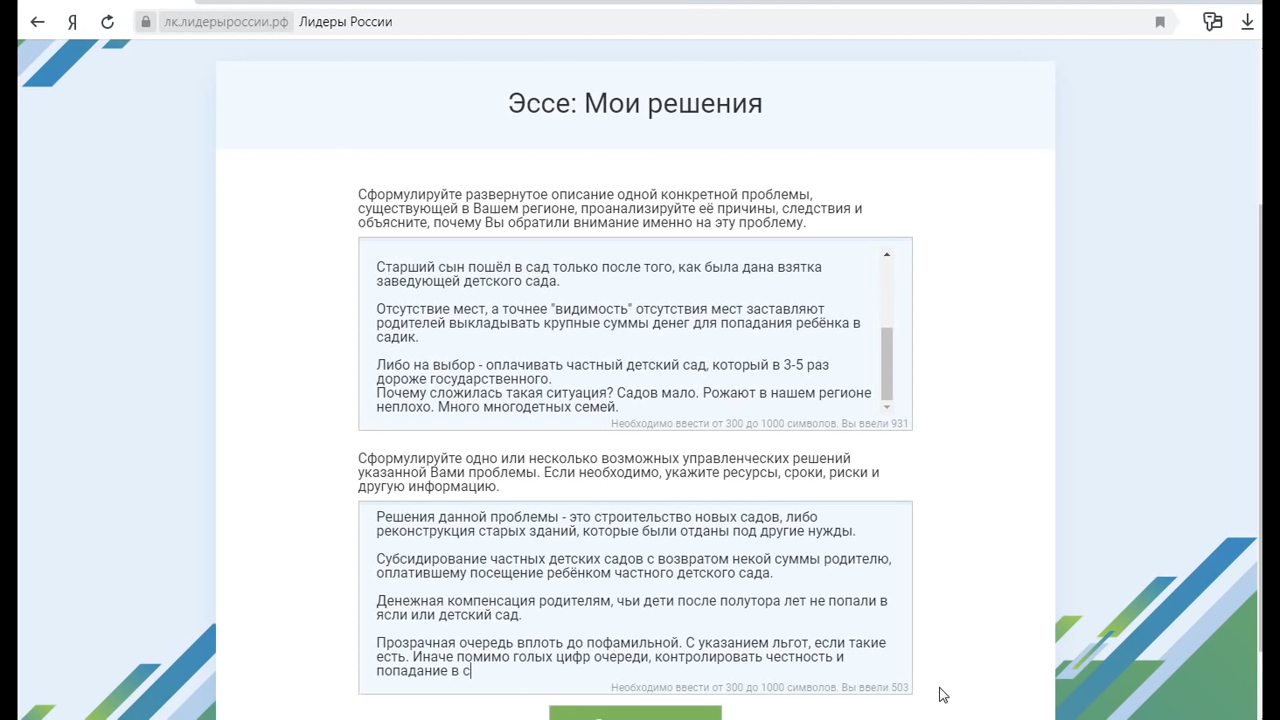 лк.лидерыроссии.рф Лидеры России
Эссе: Мои решения
Сформулируйте развернутое описание одной конкретной проблемы,
существующей в Вашем регионе, проанализируйте её причины, следствия и
объясните, почему Вы обратили внимание именно на эту проблему.
Старший сын пошёл в сад только после того, как была дана взятка
заведующей детского сада.
Отсутствие мест, а точнее "видимость" отсутствия мест заставляют
родителей выкладывать крупные суммы денег для попадания ребёнка в
садик.
Либо на выбор - оплачивать частный детский сад, который в 3-5 раз
дороже государственного.
Почему сложилась такая ситуация? Садов мало. Рожают в нашем регионе
неплохо. Много многодетных семей.
Необходимо ввести от 300 до 1000 символов. Вы ввели 931
Сформулируйте одно или несколько возможных управленческих решений
указанной Вами проблемы. Если необходимо, укажите ресурсы, сроки, риски и
другую информацию.
Решения данной проблемы - это строительство новых садов, либо
реконструкция старых зданий, которые были отданы под другие нужды.
Субсидирование частных детских садов с возвратом некой суммы родителю,
оплатившему посещение ребёнком частного детского сада.
Денежная компенсация родителям, чьи дети после полутора лет не попали в
ясли или детский сад.
Прозрачная очередь вплоть до пофамильной. С указанием льгот, если такие
есть. Иначе помимо голых цифр очереди, контролировать честность и
попадание в с
Необходимо ввести от 300 до 1000 символов. Вы ввели 503